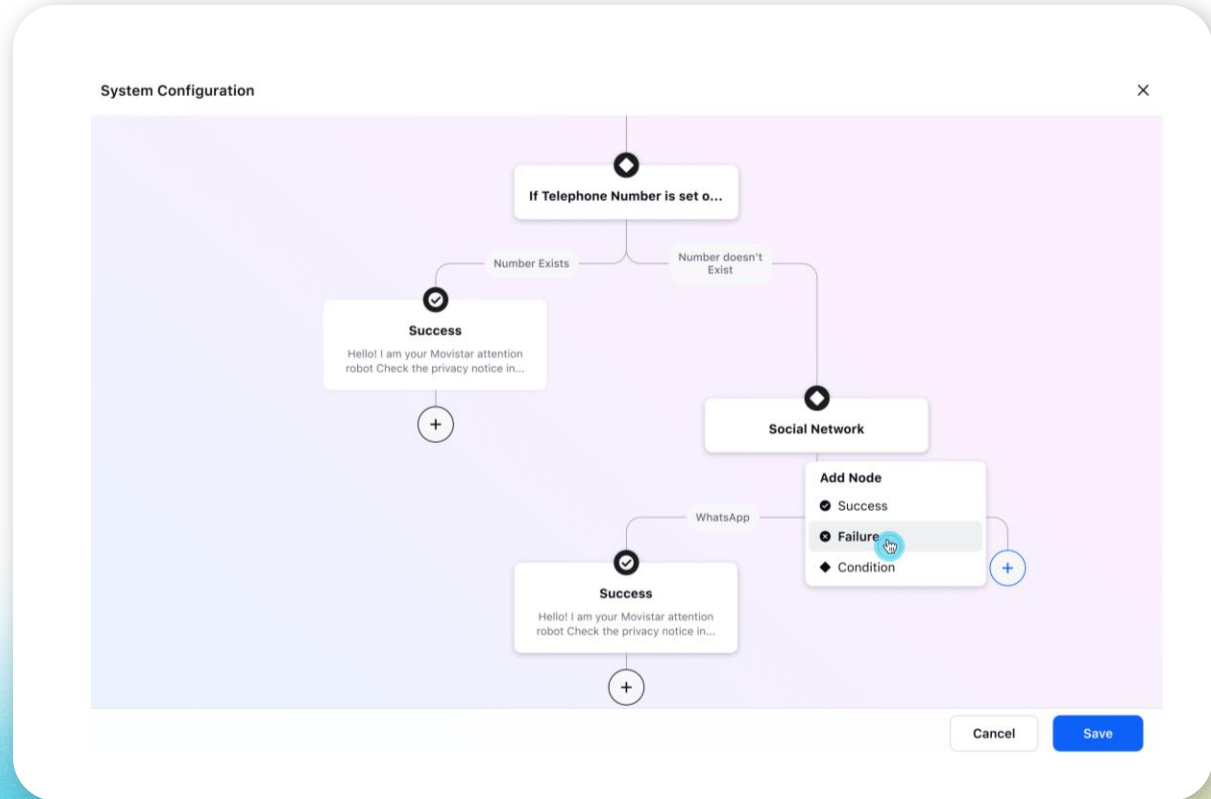 System Configuration
If Telephone Number is set o...
Number Exists
Number doesn't
Exist
Success
Hello! I am your Movistar attention
robot Check the privacy notice in...
Social Network
Add Node
Success
Failure
Condition
WhatsApp
Success
Hello! I am your Movistar attention
robot Check the privacy notice in...
Cancel
Save